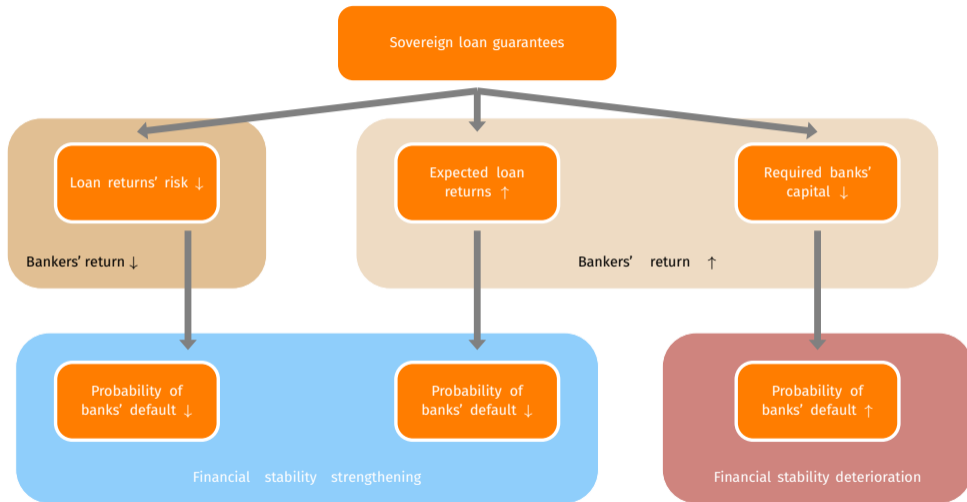 Sovereign loan guarantees
Loan returns' risk ↓
Expected loan
returns ↑
Required banks'
capital ↓
Bankers' return ↓
Bankers' return ↑
Probability of
banks' default ↓
Probability of
banks' default ↓
Probability of
banks' default ↑
Financial stability strengthening
Financial stability deterioration